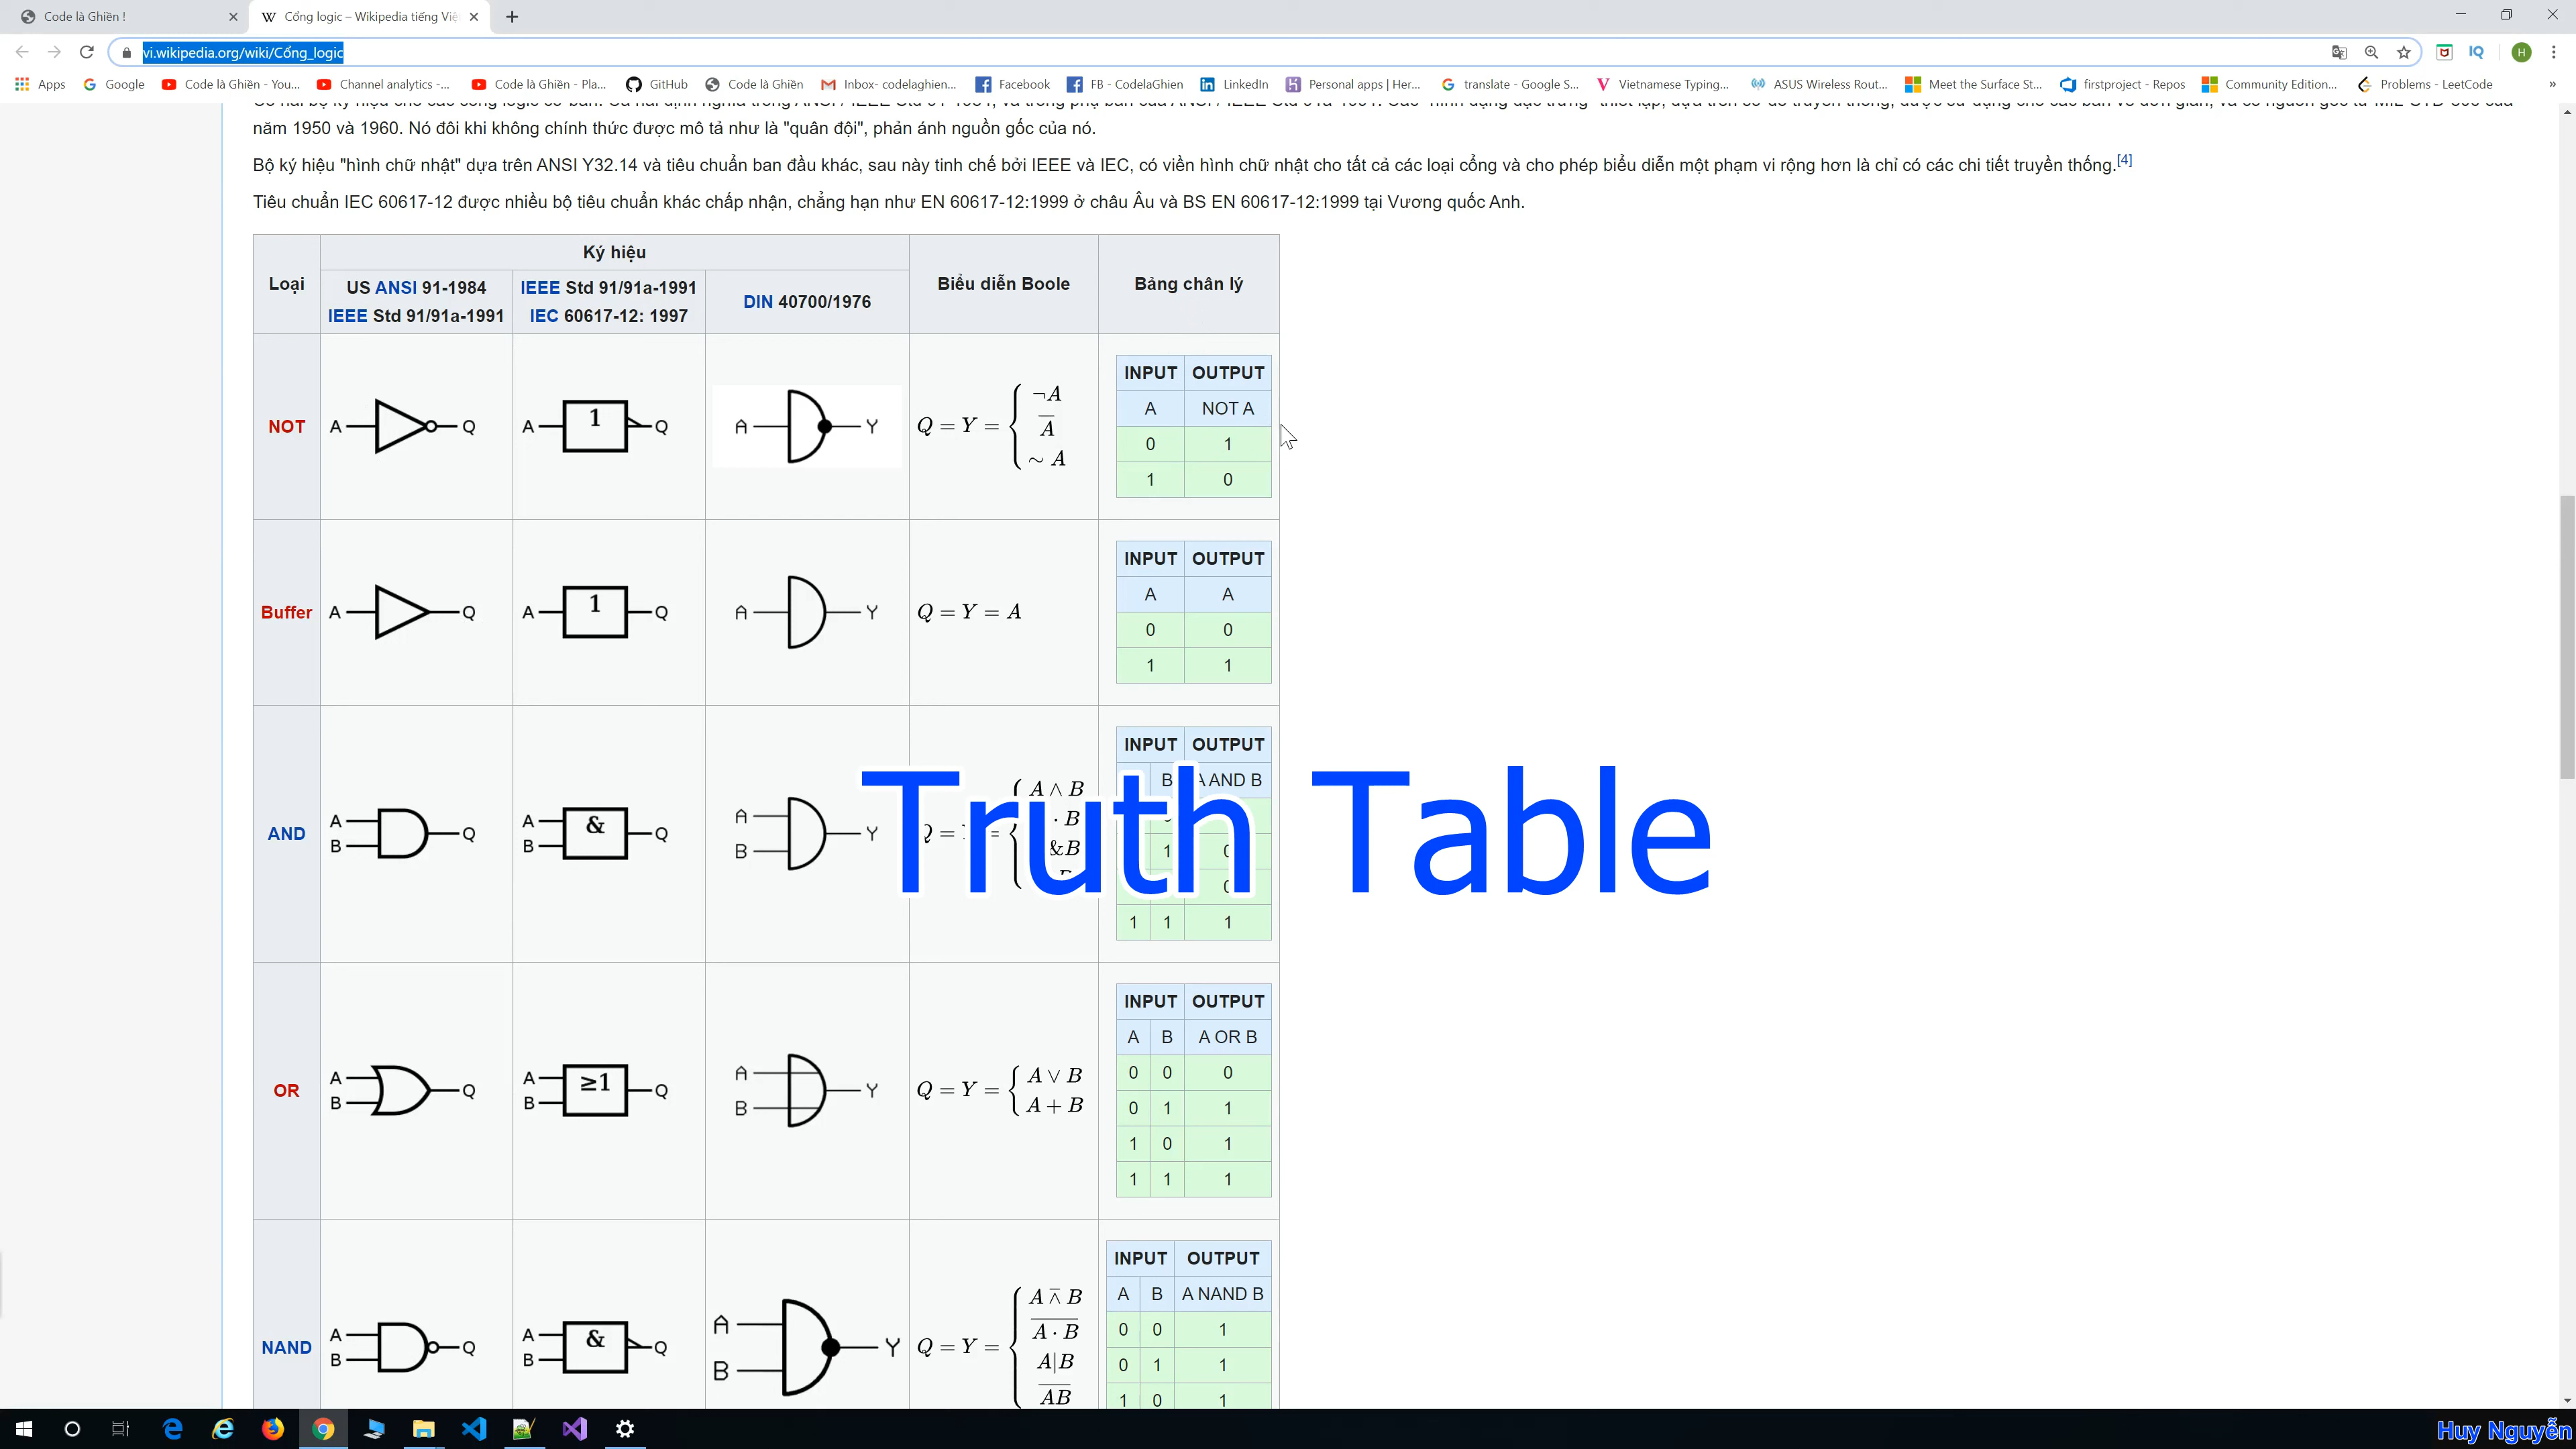 Code là Ghiền !
Cổng logic – Wikipedia tiếng Việ
vi.wikipedia.org/wiki/Cổng_logic
Apps Google Code là Ghiền - You... Channel analytics -... Code là Ghiền - Pla... GitHub Code là Ghiền Inbox- codelaghien... Facebook FB - CodelaGhien LinkedIn Personal apps | Her... translate - Google S... Vietnamese Typing... ASUS Wireless Rout... Meet the Surface St... firstproject - Repos Community Edition... Problems - LeetCode »
năm 1950 và 1960. Nó đôi khi không chính thức được mô tả như là "quân đội", phản ánh nguồn gốc của nó.
Bộ ký hiệu "hình chữ nhật" dựa trên ANSI Y32.14 và tiêu chuẩn ban đầu khác, sau này tinh chế bởi IEEE và IEC, có viền hình chữ nhật cho tất cả các loại cổng và cho phép biểu diễn một phạm vi rộng hơn là chỉ có các chi tiết truyền thống.[4]
Tiêu chuẩn IEC 60617-12 được nhiều bộ tiêu chuẩn khác chấp nhận, chẳng hạn như EN 60617-12:1999 ở châu Âu và BS EN 60617-12:1999 tại Vương quốc Anh.
Loại Ký hiệu Biểu diễn Boole Bảng chân lý
US ANSI 91-1984
IEEE Std 91/91a-1991
IEEE Std 91/91a-1991
IEC 60617-12: 1997
DIN 40700/1976
NOT A Q A 1 Q A Y Q = Y =
¬A
A̅
∼ A
INPUT OUTPUT
A NOT A
0 1
1 0
Buffer A Q A 1 Q A Y Q = Y = A
INPUT OUTPUT
A A
0 0
1 1
AND A B Q A B & Q A B Y Q =
A ∧ B
· B
&B
INPUT OUTPUT
B A AND B
1 0
0
1 1 1
Truth Table
OR A B Q A B ≥1 Q A B Y Q = Y =
A ∨ B
A + B
INPUT OUTPUT
A B A OR B
0 0 0
0 1 1
1 0 1
1 1 1
NAND A B Q A B & Q A B Y Q = Y =
A ⊼ B
A̅ ̅·̅ ̅B̅
A|B
A̅B̅
INPUT OUTPUT
A B A NAND B
0 0 1
0 1 1
1 0 1
Huy Nguyễn